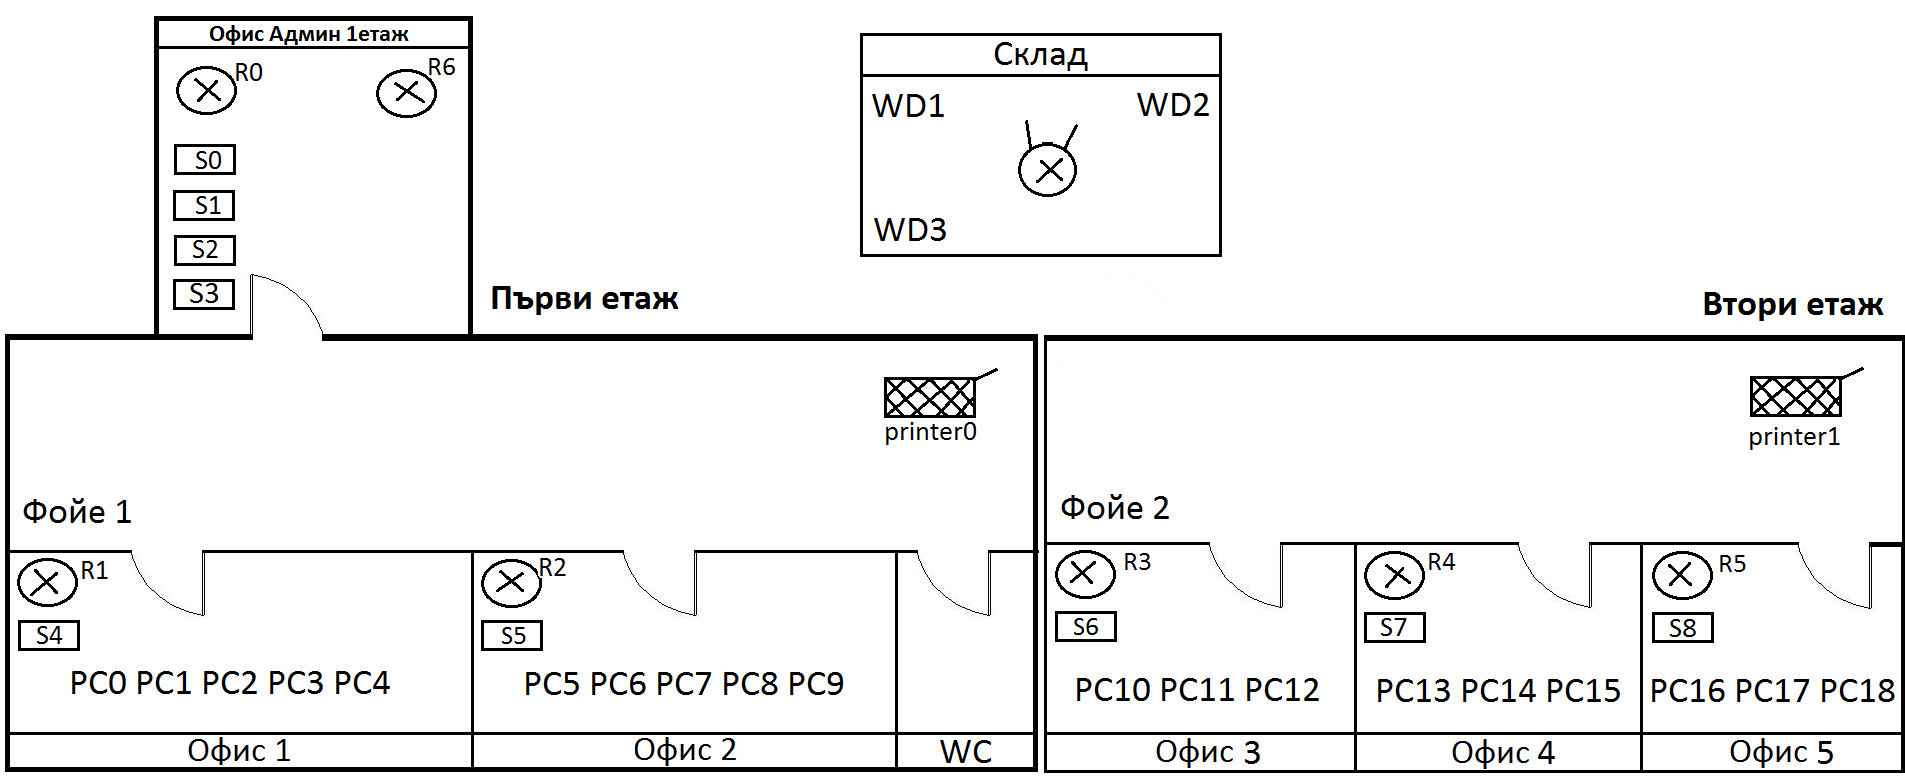 Офис Админ 1етаж
R0
R6
S0
S1
S2
S3
Склад
WD1
WD2
WD3
Първи етаж
Втори етаж
printer0
printer1
Фойе 1
Фойе 2
R1
R2
R3
R4
R5
S4
S5
S6
S7
S8
PC0 PC1 PC2 PC3 PC4
PC5 PC6 PC7 PC8 PC9
PC10 PC11 PC12
PC13 PC14 PC15
PC16 PC17 PC18
Офис 1
Офис 2
WC
Офис 3
Офис 4
Офис 5